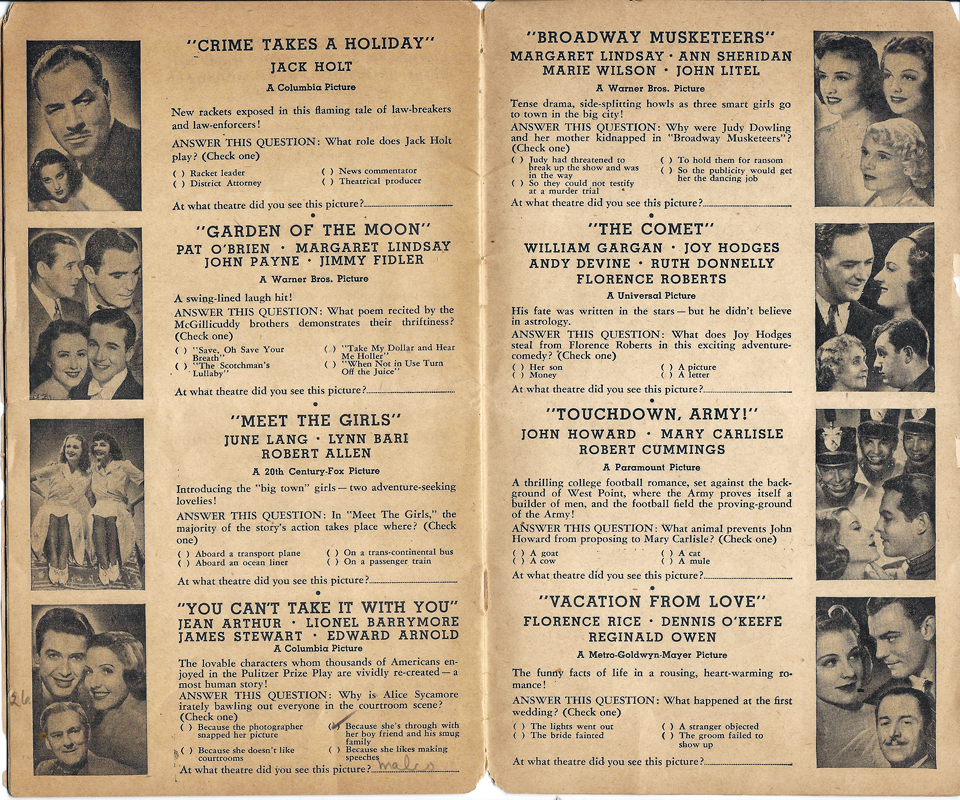 "CRIME TAKES A HOLIDAY"
JACK HOLT
A Columbia Picture
New rackets exposed in this flaming tale of law-breakers
and law-enforcers!
ANSWER THIS QUESTION: What role does Jack Holt
play? (Check one)
( ) Racket leader
( ) District Attorney
( ) News commentator
( ) Theatrical producer
At what theatre did you see this picture?
"GARDEN OF THE MOON"
PAT O'BRIEN · MARGARET LINDSAY
JOHN PAYNE · JIMMY FIDLER
A Warner Bros. Picture
A swing-lined laugh hit!
ANSWER THIS QUESTION: What poem recited by the
McGillicuddy brothers demonstrates their thriftiness?
(Check one)
( ) "Save, Oh Save Your
Breath"
( ) "The Scotchman's
Lullaby"
( ) "Take My Dollar and Hear
Me Holler"
( ) "When Not in Use Turn
Off the Juice"
At what theatre did you see this picture?
"MEET THE GIRLS"
JUNE LANG · LYNN BARI
ROBERT ALLEN
A 20th Century-Fox Picture
Introducing the "big town" girls — two adventure-seeking
lovelies!
ANSWER THIS QUESTION: In "Meet The Girls," the
majority of the story's action takes place where? (Check
one)
( ) Aboard a transport plane
( ) Aboard an ocean liner
( ) On a trans-continental bus
( ) On a passenger train
At what theatre did you see this picture?
"YOU CAN'T TAKE IT WITH YOU"
JEAN ARTHUR · LIONEL BARRYMORE
JAMES STEWART · EDWARD ARNOLD
A Columbia Picture
The lovable characters whom thousands of Americans en-
joyed in the Pulitzer Prize Play are vividly re-created — a
most human story!
26
ANSWER THIS QUESTION: Why is Alice Sycamore
irately bawling out everyone in the courtroom scene?
(Check one)
( ) Because the photographer
snapped her picture
( ) Because she doesn't like
courtrooms
( ) Because she's through with
her boy friend and his smug
family
( ) Because she likes making
speeches
At what theatre did you see this picture?
"BROADWAY MUSKETEERS"
MARGARET LINDSAY · ANN SHERIDAN
MARIE WILSON · JOHN LITEL
A Warner Bros. Picture
Tense drama, side-splitting howls as three smart girls go
to town in the big city!
ANSWER THIS QUESTION: Why were Judy Dowling
and her mother kidnapped in "Broadway Musketeers"?
(Check one)
( ) Judy had threatened to
break up the show and was
in the way
( ) So they could not testify
at a murder trial
( ) To hold them for ransom
( ) So the publicity would get
her the dancing job
At what theatre did you see this picture?
"THE COMET"
WILLIAM GARGAN · JOY HODGES
ANDY DEVINE · RUTH DONNELLY
FLORENCE ROBERTS
A Universal Picture
His fate was written in the stars — but he didn't believe
in astrology.
ANSWER THIS QUESTION: What does Joy Hodges
steal from Florence Roberts in this exciting adventure-
comedy? (Check one)
( ) Her son
( ) Money
( ) A picture
( ) A letter
At what theatre did you see this picture?
"TOUCHDOWN, ARMY!"
JOHN HOWARD · MARY CARLISLE
ROBERT CUMMINGS
A Paramount Picture
A thrilling college football romance, set against the back-
ground of West Point, where the Army proves itself a
builder of men, and the football field the proving-ground
of the Army!
ANSWER THIS QUESTION: What animal prevents John
Howard from proposing to Mary Carlisle? (Check one)
( ) A goat
( ) A cow
( ) A cat
( ) A mule
At what theatre did you see this picture?
"VACATION FROM LOVE"
FLORENCE RICE · DENNIS O'KEEFE
REGINALD OWEN
A Metro-Goldwyn-Mayer Picture
The funny facts of life in a rousing, heart-warming ro-
mance!
ANSWER THIS QUESTION: What happened at the first
wedding? (Check one)
( ) The lights went out
( ) The bride fainted
( ) A stranger objected
( ) The groom failed to
show up
At what theatre did you see this picture?